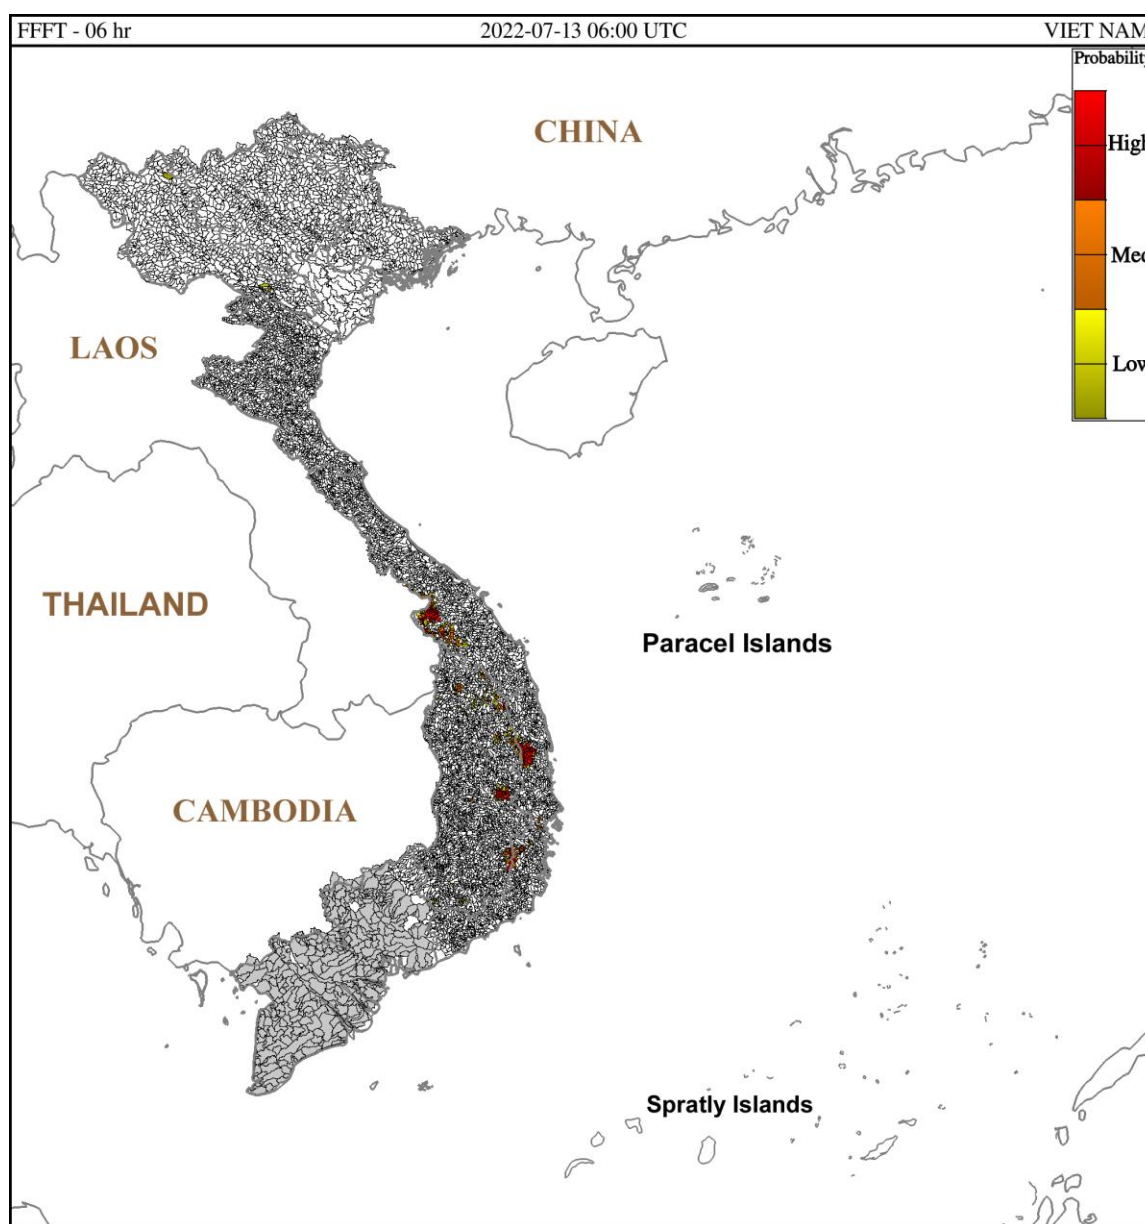 FFFT - 06 hr 2022-07-13 06:00 UTC VIET NAM
Probability
CHINA
High
Med
Low
LAOS
THAILAND
Paracel Islands
CAMBODIA
Spratly Islands